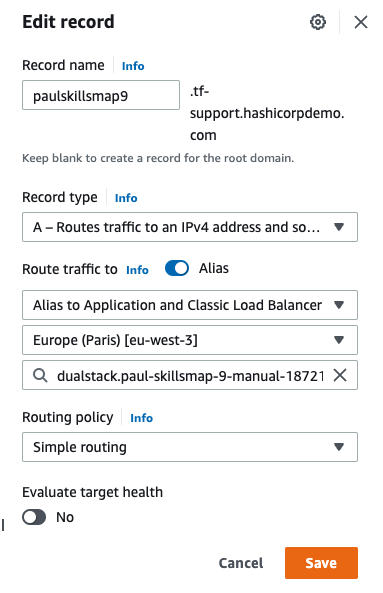 Edit record
Record name Info
paulskillsmap9
.tf-
support.hashicorpdemo.
com
Keep blank to create a record for the root domain.
Record type Info
A – Routes traffic to an IPv4 address and so...
Route traffic to Info Alias
Alias to Application and Classic Load Balancer
Europe (Paris) [eu-west-3]
dualstack.paul-skillsmap-9-manual-18721
Routing policy Info
Simple routing
Evaluate target health
No
Cancel Save